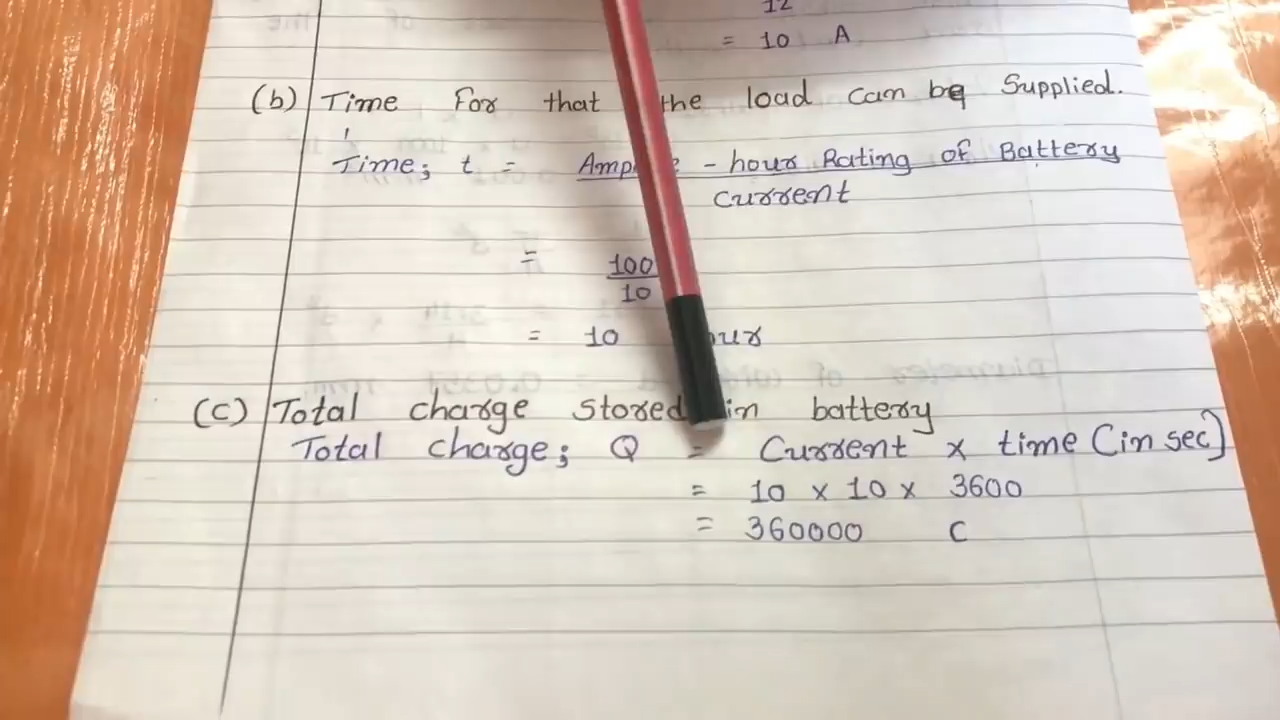 12
= 10 A
(b) Time For that the load can be Supplied.
Time; t = - hour Rating of Battery
Current
= 100
10
= 10
(c) Total charge stored in battery
Total charge; Q = Current x time (in sec]
= 10 x 10 x 3600
= 360000 C